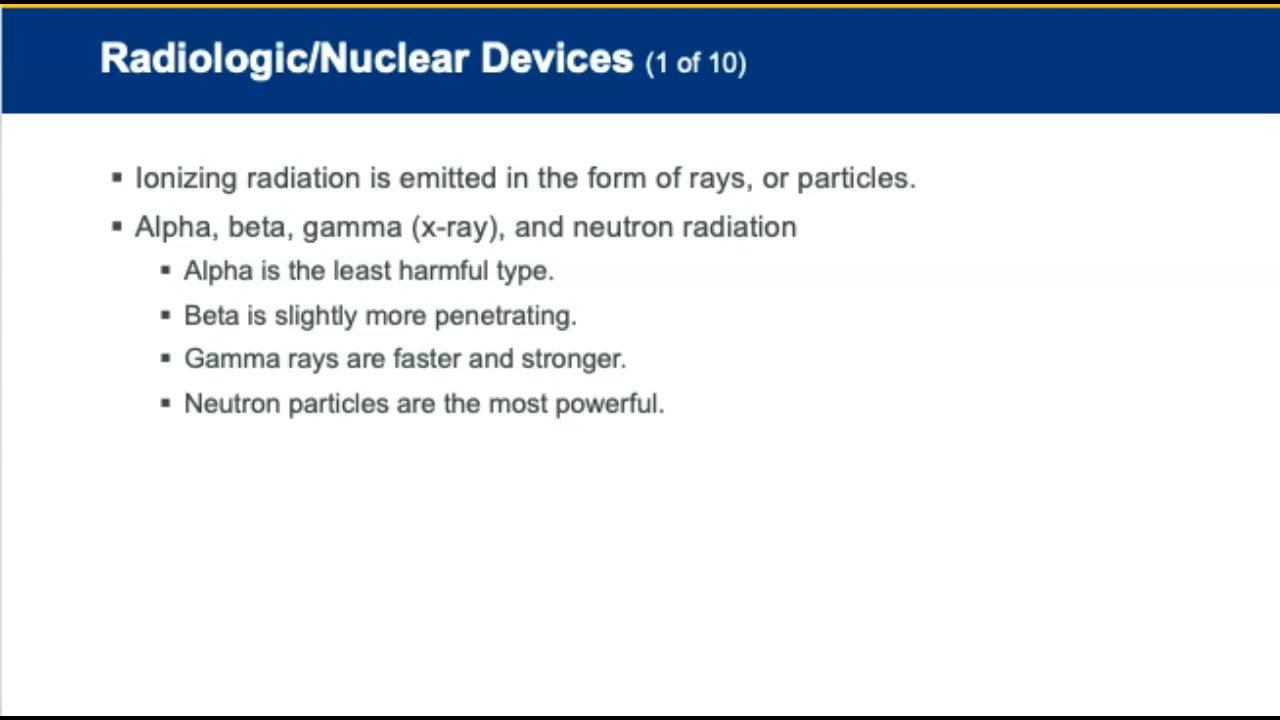 Radiologic/Nuclear Devices (1 of 10)
▪ Ionizing radiation is emitted in the form of rays, or particles.
▪ Alpha, beta, gamma (x-ray), and neutron radiation
▪ Alpha is the least harmful type.
▪ Beta is slightly more penetrating.
▪ Gamma rays are faster and stronger.
▪ Neutron particles are the most powerful.